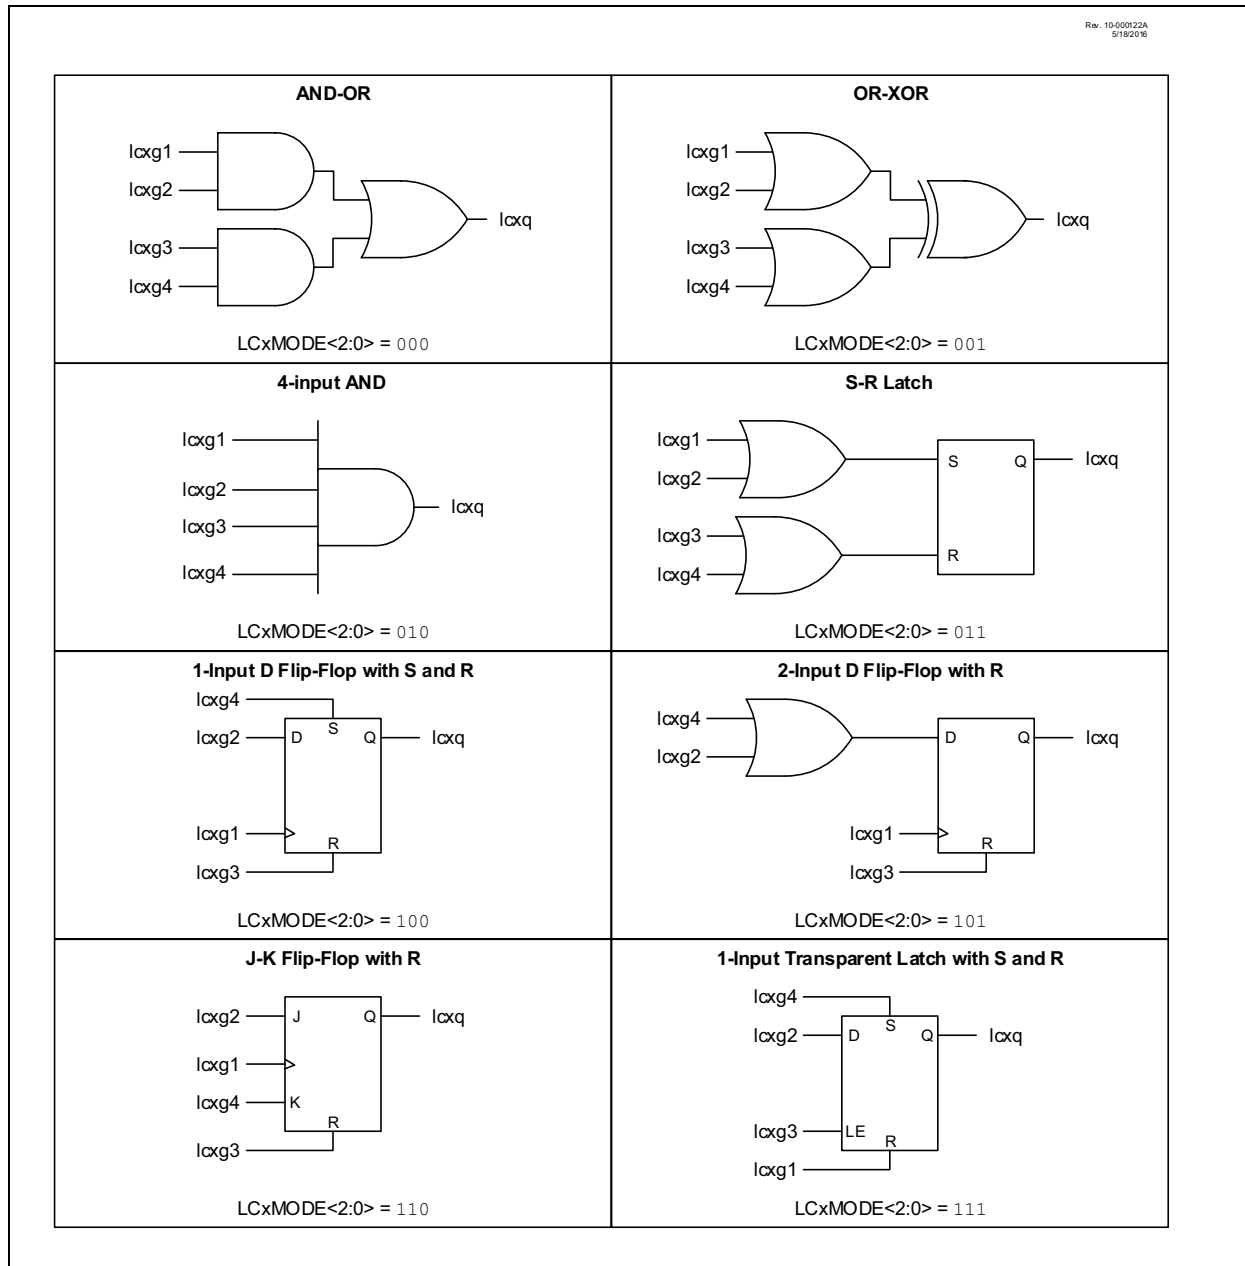 Rev. 10-000122A
5/18/2016
AND-OR
lcxg1
lcxg2
lcxg3
lcxg4
lcxq
LCxMODE<2:0> = 000
OR-XOR
lcxg1
lcxg2
lcxg3
lcxg4
lcxq
LCxMODE<2:0> = 001
4-input AND
lcxg1
lcxg2
lcxg3
lcxg4
lcxq
LCxMODE<2:0> = 010
S-R Latch
lcxg1
lcxg2
lcxg3
lcxg4
S
Q
lcxq
R
LCxMODE<2:0> = 011
1-Input D Flip-Flop with S and R
lcxg4
S
lcxg2
D
Q
lcxq
lcxg1
R
lcxg3
LCxMODE<2:0> = 100
2-Input D Flip-Flop with R
lcxg4
lcxg2
D
Q
lcxq
lcxg1
R
lcxg3
LCxMODE<2:0> = 101
J-K Flip-Flop with R
lcxg2
J
Q
lcxq
lcxg1
lcxg4
K
R
lcxg3
LCxMODE<2:0> = 110
1-Input Transparent Latch with S and R
lcxg4
S
lcxg2
D
Q
lcxq
lcxg3
LE
R
lcxg1
LCxMODE<2:0> = 111